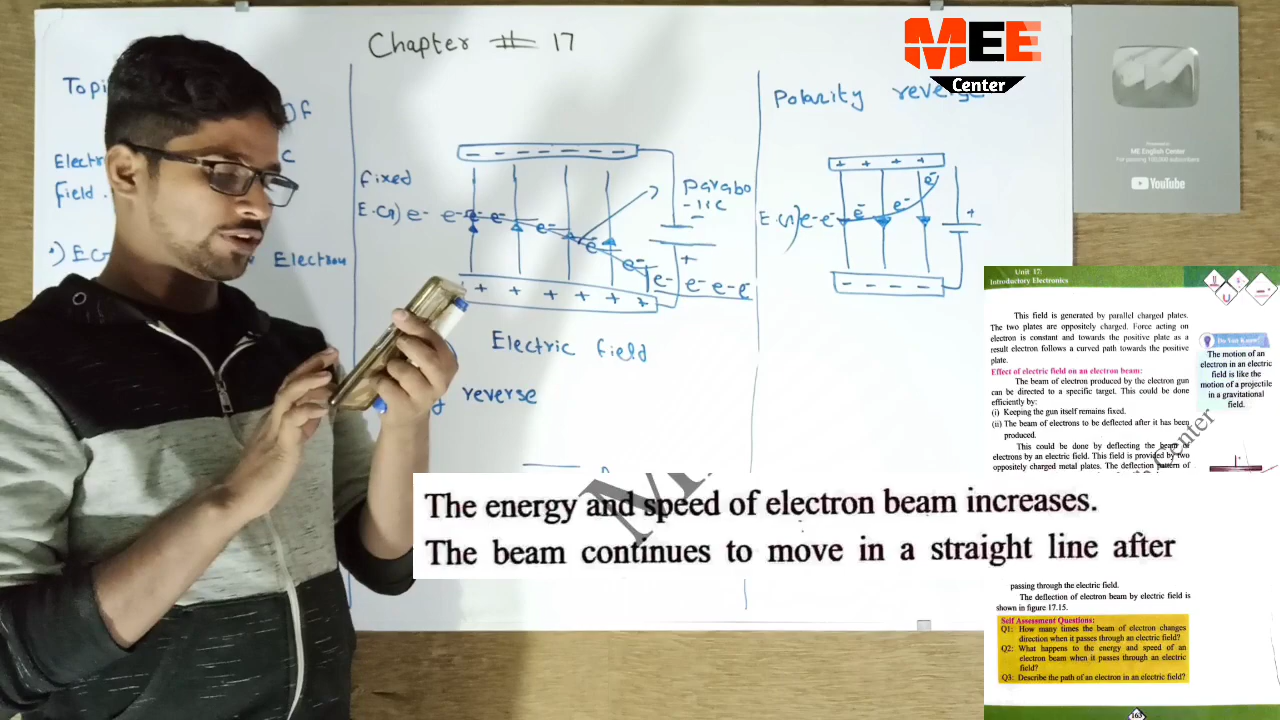 Chapter # 17
MEE
Center
Topi
OF
Electr
C
Field.
Electron
fixed
E.G) e- e- e- e-
e-
e-
e-
e- e- e- e-
- - - - - - -
+ + + + + +
Parabo
-lic
-
+
Electric field
reverse
Polarity reverse
+ + + +
E.G) e- e- e- e- e-
+
- - - - -
ME English Center
For passing 100,000 subscribers
YouTube
Unit 17:
Introductory Electronics
This field is generated by parallel charged plates.
The two plates are oppositely charged. Force acting on
electron is constant and towards the positive plate as a
result electron follows a curved path towards the positive
plate.
Effect of electric field on an electron beam:
The beam of electron produced by the electron gun
can be directed to a specific target. This could be done
efficiently by:
(i) Keeping the gun itself remains fixed.
(ii) The beam of electrons to be deflected after it has been
produced.
This could be done by deflecting the beam of
electrons by an electric field. This field is provided by two
oppositely charged metal plates. The deflection pattern of
Do You Know!
The motion of an
electron in an electric
field is like the
motion of a projectile
in a gravitational
field.
Center
The energy and speed of electron beam increases.
The beam continues to move in a straight line after
passing through the electric field.
The deflection of electron beam by electric field is
shown in figure 17.15.
Self Assessment Questions:
Q1: How many times the beam of electron changes
direction when it passes through an electric field?
Q2: What happens to the energy and speed of an
electron beam when it passes through an electric
field?
Q3: Describe the path of an electron in an electric field?
163